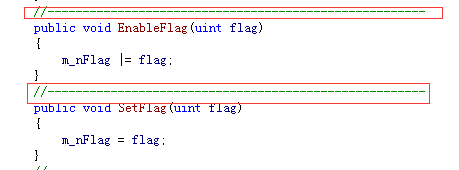 //------------------------------------------------------
public void EnableFlag(uint flag)
{
m_nFlag |= flag;
}
//------------------------------------------------------
public void SetFlag(uint flag)
{
m_nFlag = flag;
}
//